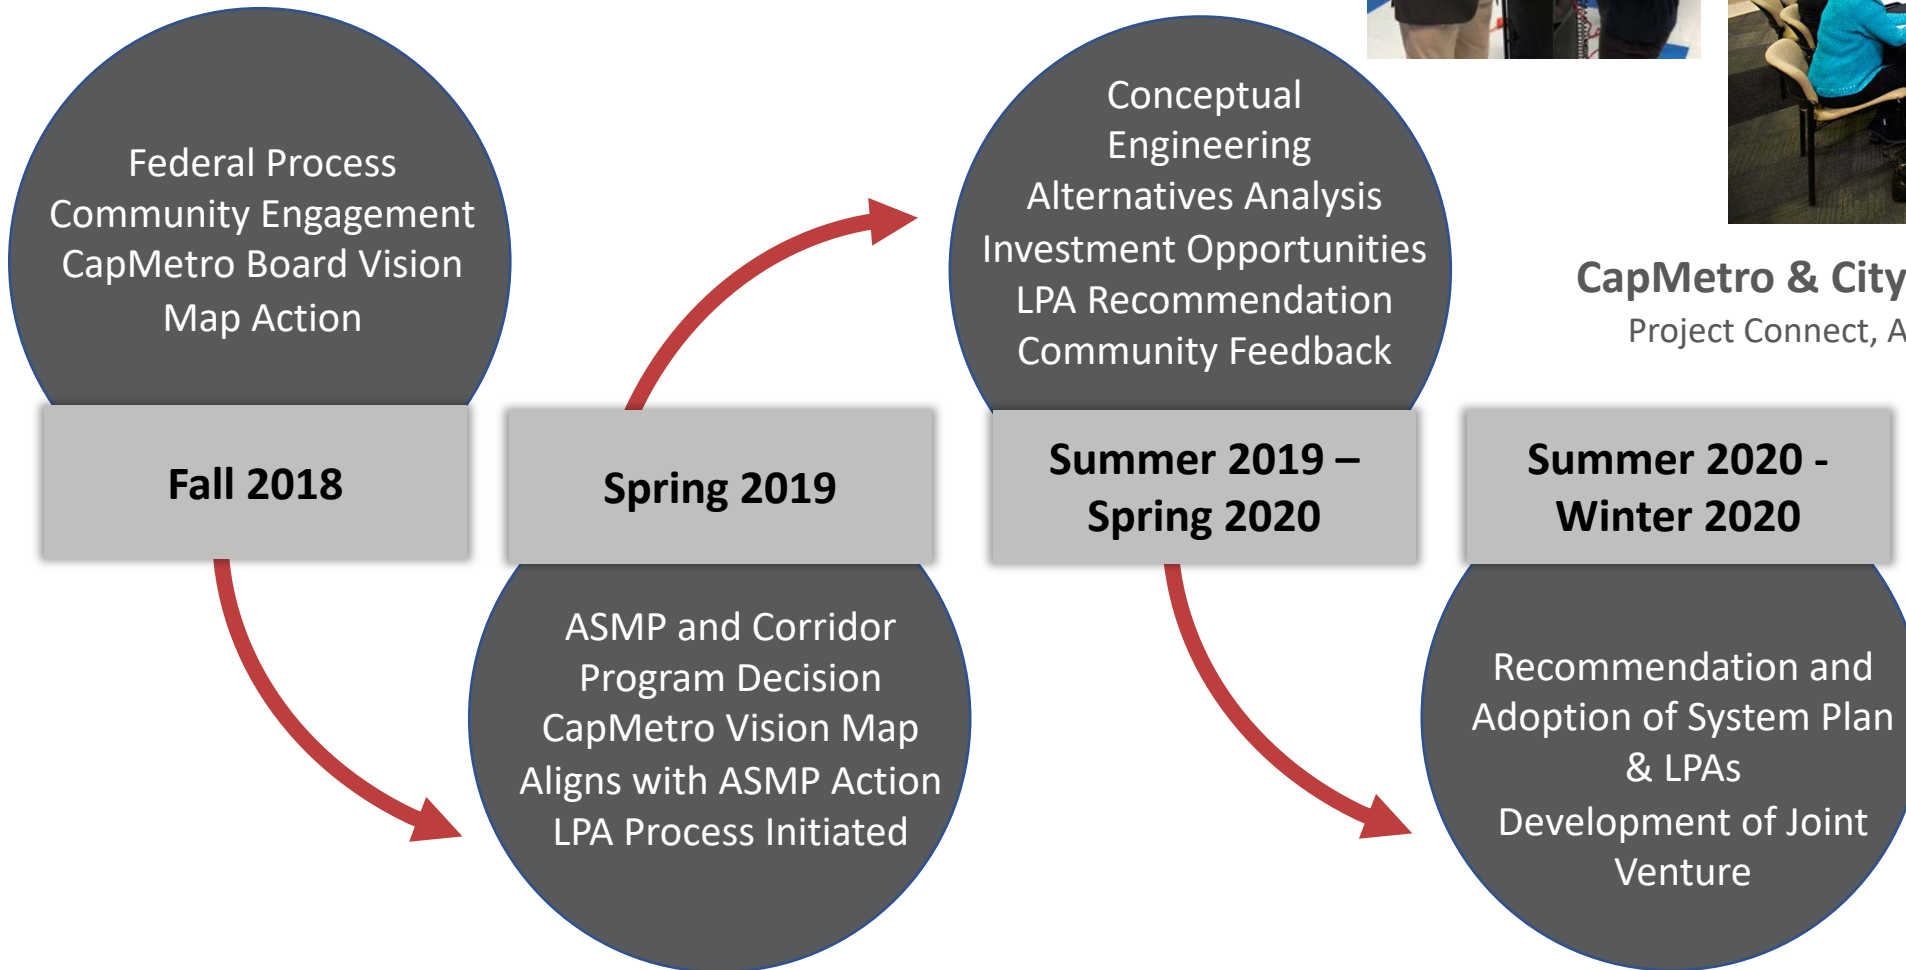 Federal Process
Community Engagement
CapMetro Board Vision
Map Action
Fall 2018
Spring 2019
ASMP and Corridor
Program Decision
CapMetro Vision Map
Aligns with ASMP Action
LPA Process Initiated
Conceptual
Engineering
Alternatives Analysis
Investment Opportunities
LPA Recommendation
Community Feedback
Summer 2019 –
Spring 2020
CapMetro & City
Project Connect, A
Summer 2020 -
Winter 2020
Recommendation and
Adoption of System Plan
& LPAs
Development of Joint
Venture